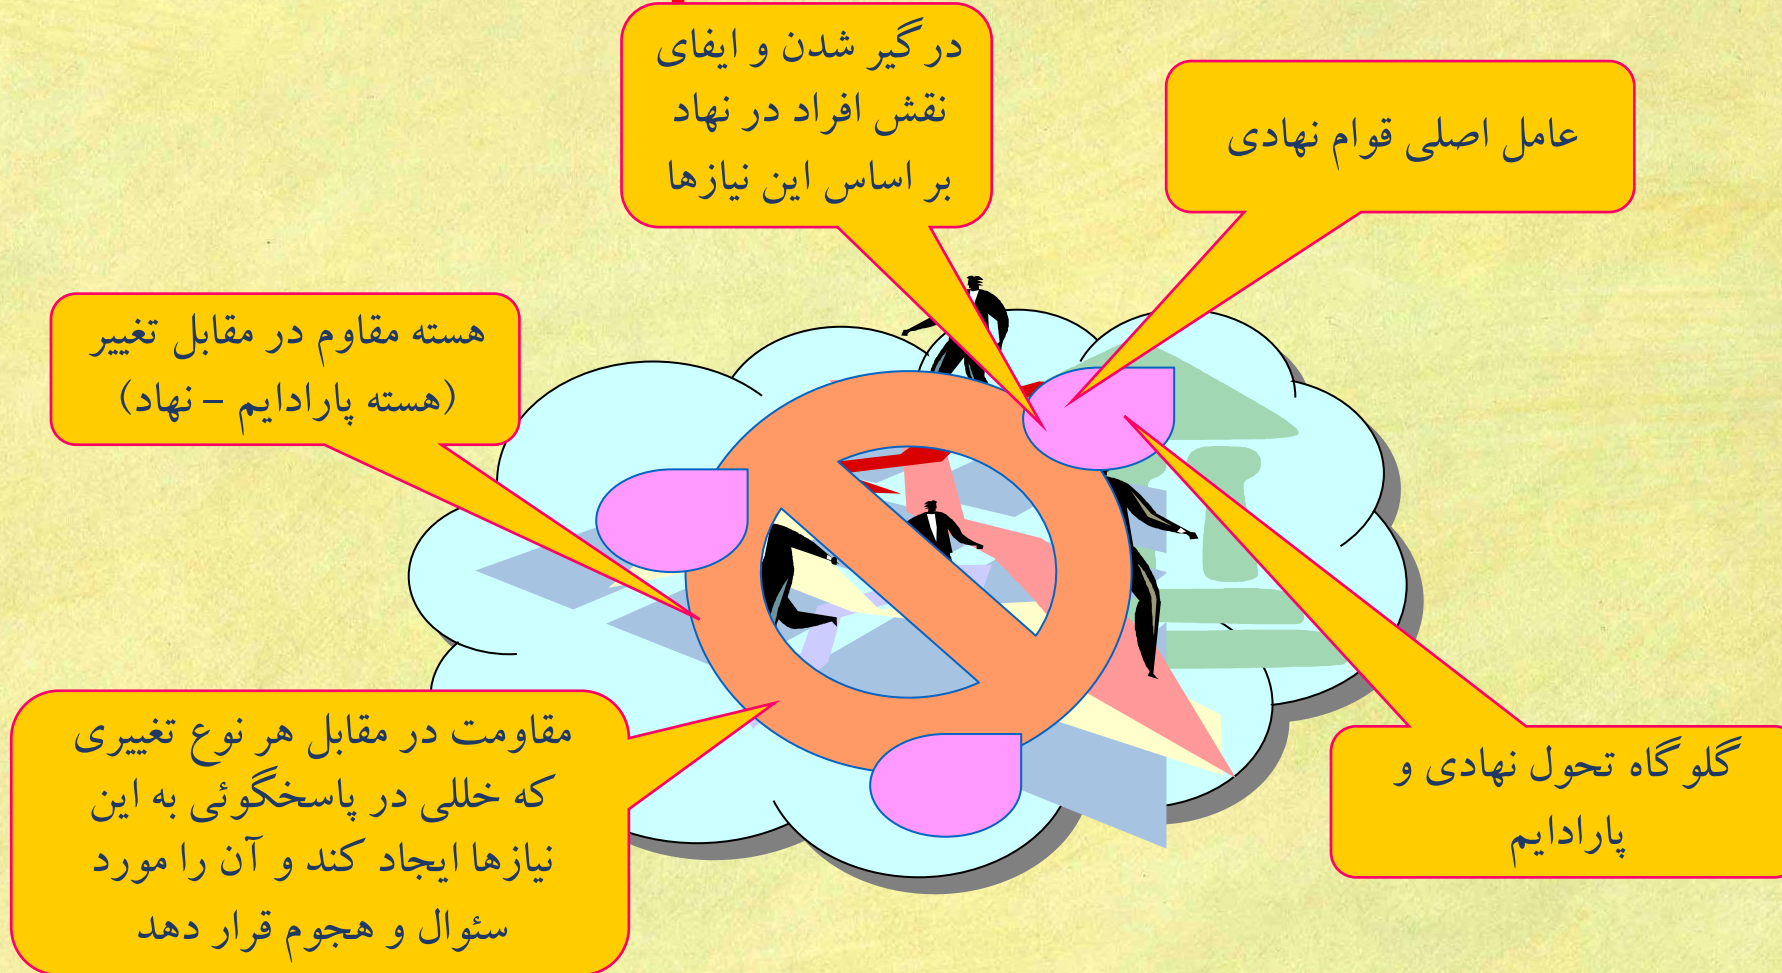 درگیر شدن و ایفای
نقش افراد در نهاد
بر اساس این نیازها
عامل اصلی قوام نهادی
هسته مقاوم در مقابل تغییر
(هسته پارادایم – نهاد)
مقاومت در مقابل هر نوع تغییری
که خللی در پاسخگوئی به این
نیازها ایجاد کند و آن را مورد
سئوال و هجوم قرار دهد
گلوگاه تحول نهادی و
پارادایم